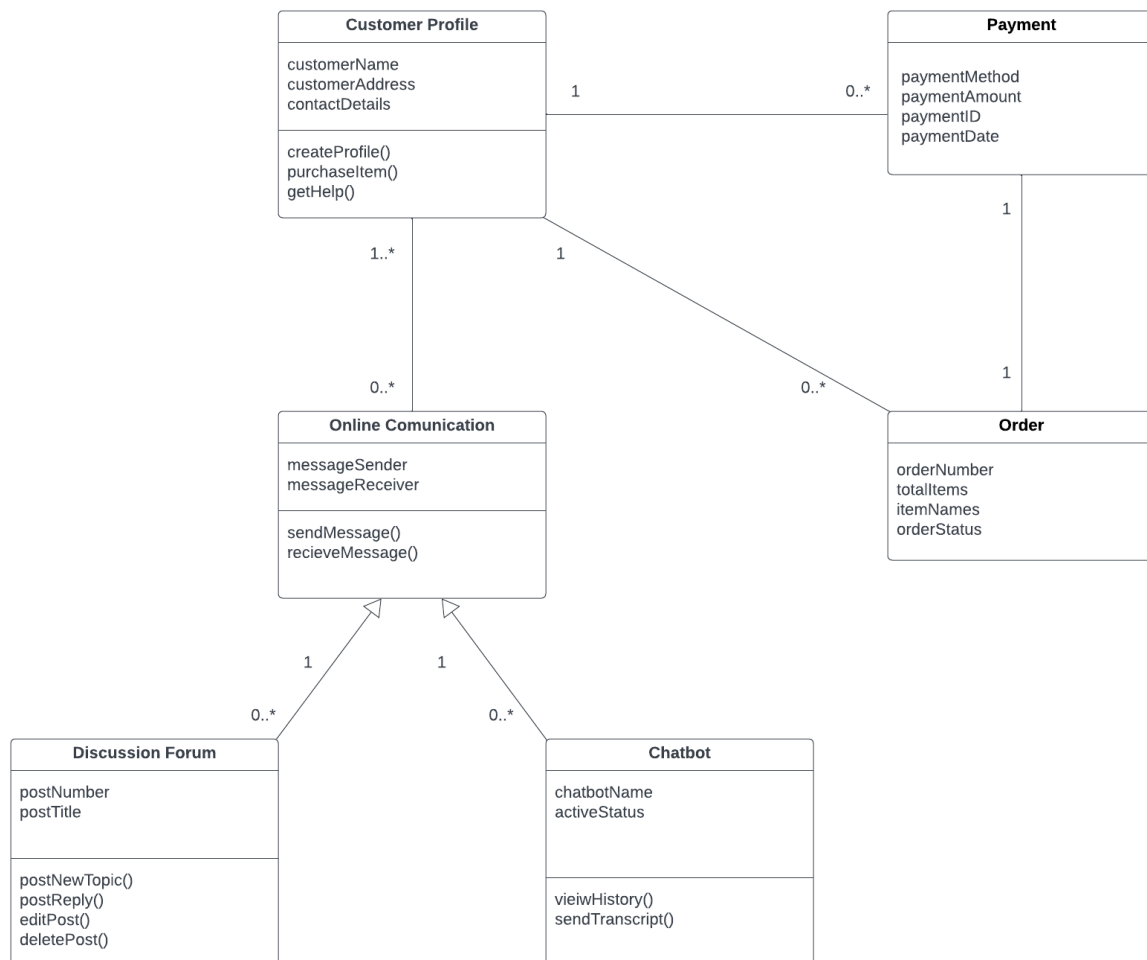 Customer Profile
customerName
customerAddress
contactDetails
createProfile()
purchaseItem()
getHelp()
Payment
paymentMethod
paymentAmount
paymentID
paymentDate
1
0..*
1
1
1..*
0..*
1
0..*
Online Comunication
messageSender
messageReceiver
sendMessage()
recieveMessage()
Order
orderNumber
totalItems
itemNames
orderStatus
1
0..*
1
0..*
Discussion Forum
postNumber
postTitle
postNewTopic()
postReply()
editPost()
deletePost()
Chatbot
chatbotName
activeStatus
vieiwHistory()
sendTranscript()